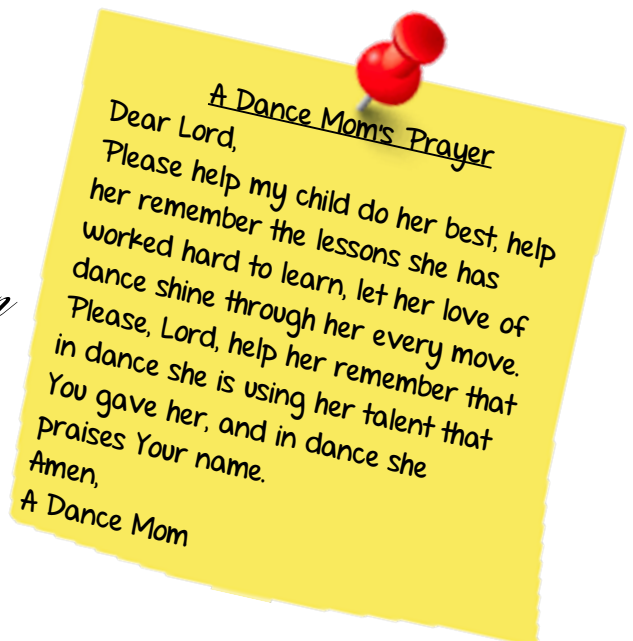 A Dance Mom's Prayer
Dear Lord,
Please help my child do her best, help
her remember the lessons she has
worked hard to learn, let her love of
dance shine through her every move.
Please, Lord, help her remember that
in dance she is using her talent that
You gave her, and in dance she
praises Your name.
Amen,
A Dance Mom